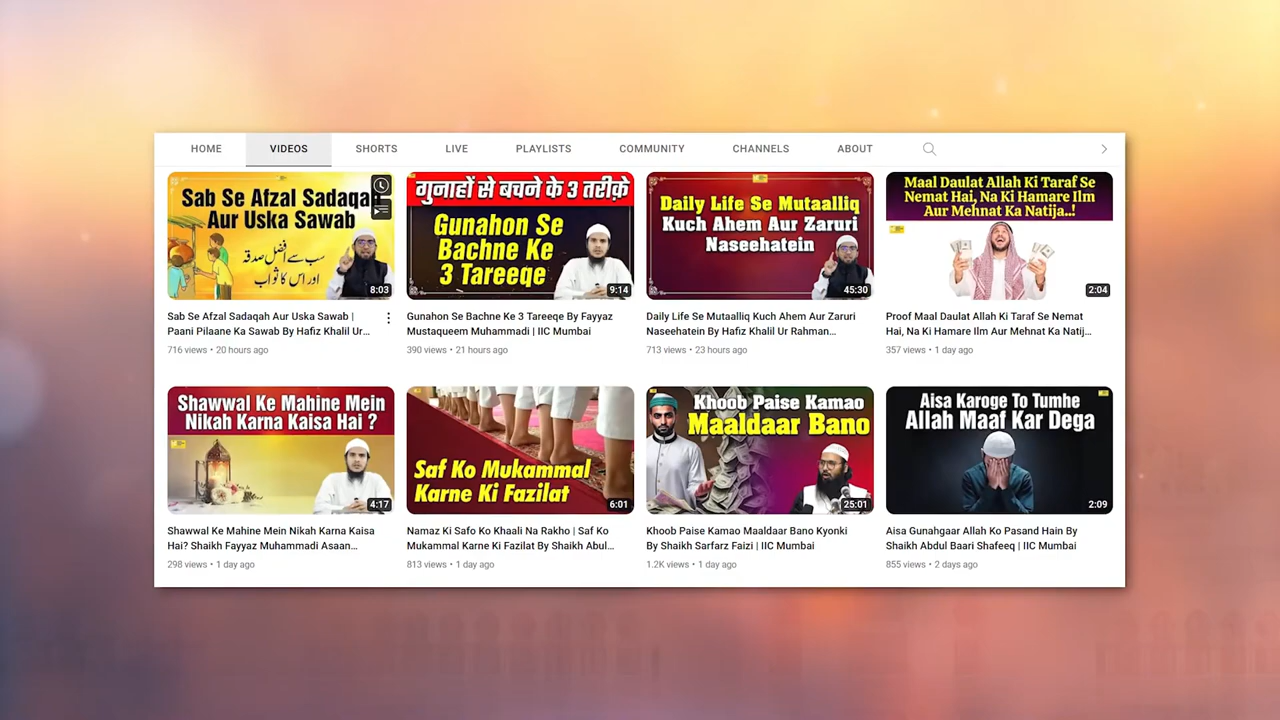 HOME VIDEOS SHORTS LIVE PLAYLISTS COMMUNITY CHANNELS ABOUT
Sab Se Afzal Sadaqah
Aur Uska Sawab
سب سے افضل صدقہ
اور اس کا ثواب
8:03
गुनाहों से बचने के 3 तरीक़े
Gunahon Se
Bachne Ke
3 Tareeqe
9:14
Daily Life Se Mutaalliq
Kuch Ahem Aur Zaruri
Naseehatein
45:30
Maal Daulat Allah Ki Taraf Se
Nemat Hai, Na Ki Hamare Ilm
Aur Mehnat Ka Natija..!
2:04
Sab Se Afzal Sadaqah Aur Uska Sawab |
Paani Pilaane Ka Sawab By Hafiz Khalil Ur...
716 views • 20 hours ago
Gunahon Se Bachne Ke 3 Tareeqe By Fayyaz
Mustaqueem Muhammadi | IIC Mumbai
390 views • 21 hours ago
Daily Life Se Mutaalliq Kuch Ahem Aur Zaruri
Naseehatein By Hafiz Khalil Ur Rahman...
713 views • 23 hours ago
Proof Maal Daulat Allah Ki Taraf Se Nemat
Hai, Na Ki Hamare Ilm Aur Mehnat Ka Natij...
357 views • 1 day ago
Shawwal Ke Mahine Mein
Nikah Karna Kaisa Hai ?
4:17
Saf Ko Mukammal
Karne Ki Fazilat
6:01
Khoob Paise Kamao
Maaldaar Bano
25:01
Aisa Karoge To Tumhe
Allah Maaf Kar Dega
2:09
Shawwal Ke Mahine Mein Nikah Karna Kaisa
Hai? Shaikh Fayyaz Muhammadi Asaan...
298 views • 1 day ago
Namaz Ki Safo Ko Khaali Na Rakho | Saf Ko
Mukammal Karne Ki Fazilat By Shaikh Abul...
813 views • 1 day ago
Khoob Paise Kamao Maaldaar Bano Kyonki
By Shaikh Sarfarz Faizi | IIC Mumbai
1.2K views • 1 day ago
Aisa Gunahgaar Allah Ko Pasand Hain By
Shaikh Abdul Baari Shafeeq | IIC Mumbai
855 views • 2 days ago